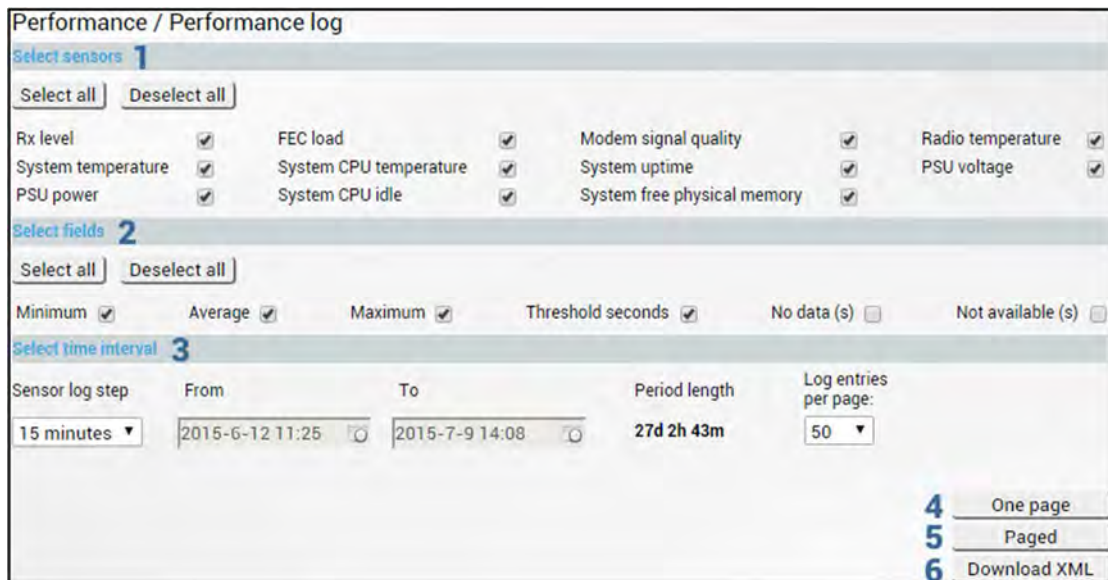 Performance / Performance log
Select sensors 1
Select all Deselect all
Rx level FEC load Modem signal quality Radio temperature
System temperature System CPU temperature System uptime PSU voltage
PSU power System CPU idle System free physical memory
Select fields 2
Select all Deselect all
Minimum Average Maximum Threshold seconds No data (s) Not available (s)
Select time interval 3
Sensor log step From To Period length Log entries per page:
15 minutes 2015-6-12 11:25 2015-7-9 14:08 27d 2h 43m 50
4 One page
5 Paged
6 Download XML